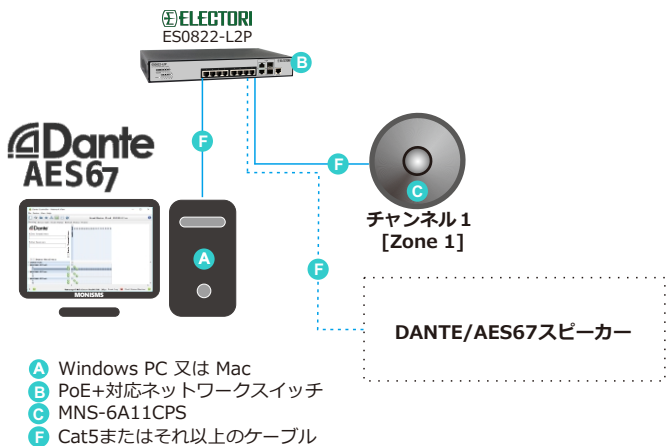 ELECTORI
ES0822-L2P
B
F
Dante
AES67
F
C
チャンネル 1
[Zone 1]
A
Dante
MONISMS
F
DANTE/AES67スピーカー
A Windows PC 又は Mac
B PoE+対応ネットワークスイッチ
C MNS-6A11CPS
F Cat5またはそれ以上のケーブル